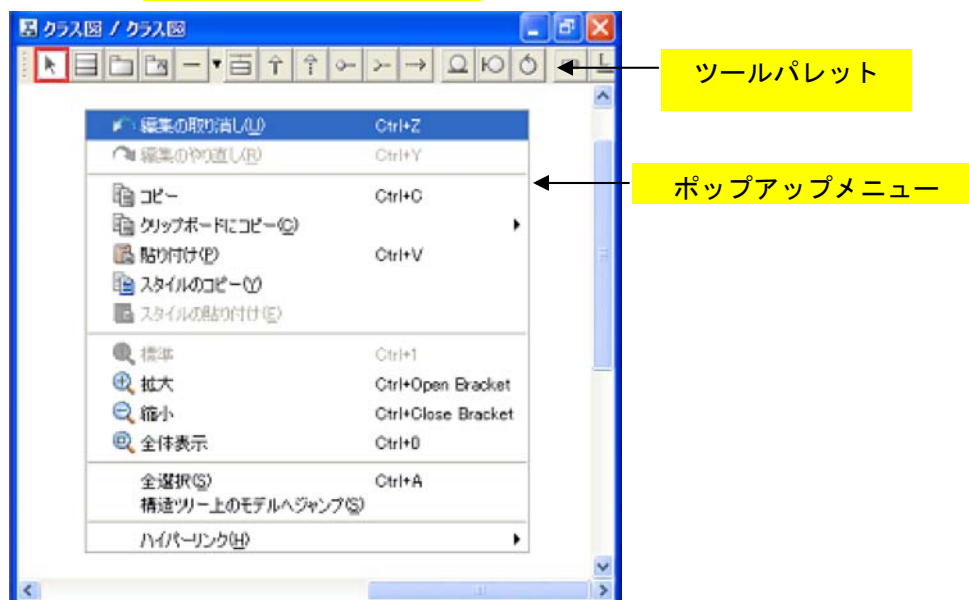 クラス図 / クラス図
ツールパレット
編集の取り消し(U) Ctrl+Z
編集のやり直し(R) Ctrl+Y
ポップアップメニュー
コピー Ctrl+C
クリップボードにコピー(C)
貼り付け(P) Ctrl+V
スタイルのコピー(Y)
スタイルの貼り付け(E)
標準 Ctrl+1
拡大 Ctrl+Open Bracket
縮小 Ctrl+Close Bracket
全体表示 Ctrl+0
全選択(S) Ctrl+A
構造ツリー上のモデルへジャンプ(S)
ハイパーリンク(H)